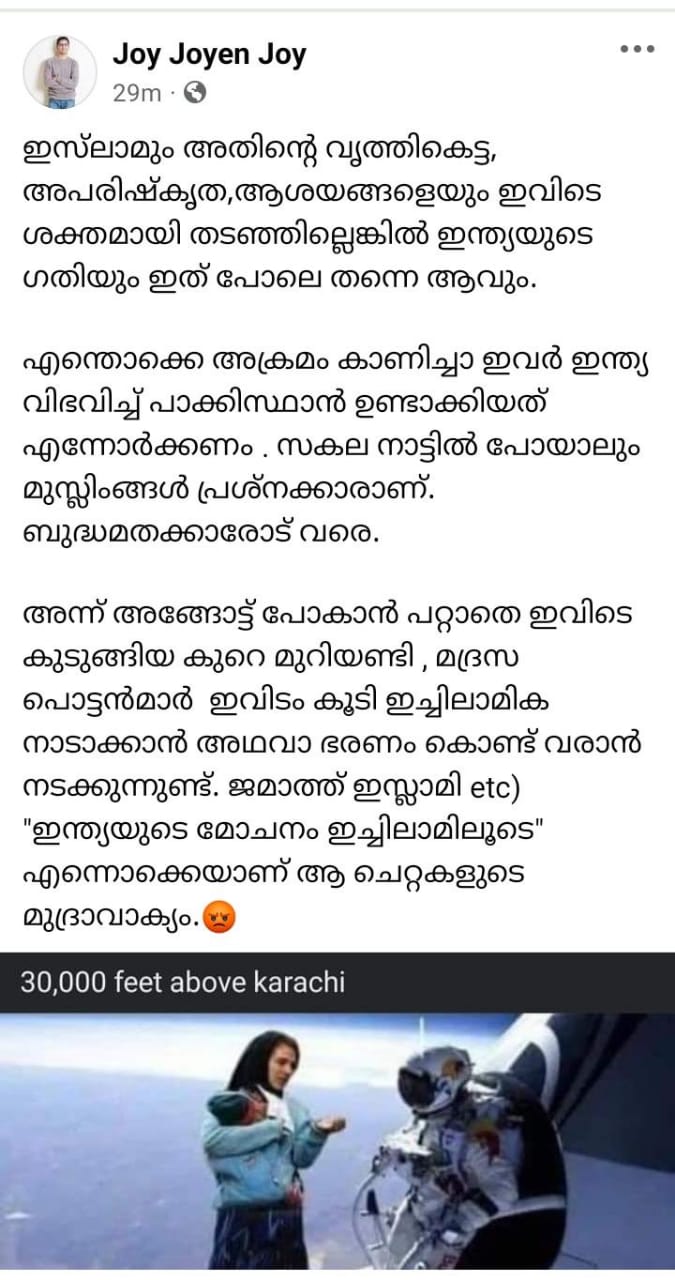 Joy Joyen Joy
29m ·
ഇസ്ലാമും അതിന്റെ വൃത്തികെട്ട,
അപരിഷ്കൃത,ആശയങ്ങളെയും ഇവിടെ
ശക്തമായി തടഞ്ഞില്ലെങ്കിൽ ഇന്ത്യയുടെ
ഗതിയും ഇത് പോലെ തന്നെ ആവും.
എന്തൊക്കെ അക്രമം കാണിച്ചാ ഇവർ ഇന്ത്യ
വിഭവിച്ച് പാക്കിസ്ഥാൻ ഉണ്ടാക്കിയത്
എന്നോർക്കണം . സകല നാട്ടിൽ പോയാലും
മുസ്ലിംങ്ങൾ പ്രശ്നക്കാരാണ്.
ബുദ്ധമതക്കാരോട് വരെ.
അന്ന് അങ്ങോട്ട് പോകാൻ പറ്റാതെ ഇവിടെ
കുടുങ്ങിയ കുറെ മുറിയണ്ടി , മദ്രസ
പൊട്ടൻമാർ ഇവിടം കൂടി ഇച്ചിലാമിക
നാടാക്കാൻ അഥവാ ഭരണം കൊണ്ട് വരാൻ
നടക്കുന്നുണ്ട്. ജമാത്ത് ഇസ്ലാമി etc)
"ഇന്ത്യയുടെ മോചനം ഇച്ചിലാമിലൂടെ"
എന്നൊക്കെയാണ് ആ ചെറ്റകളുടെ
മുദ്രാവാക്യം.😡
30,000 feet above karachi